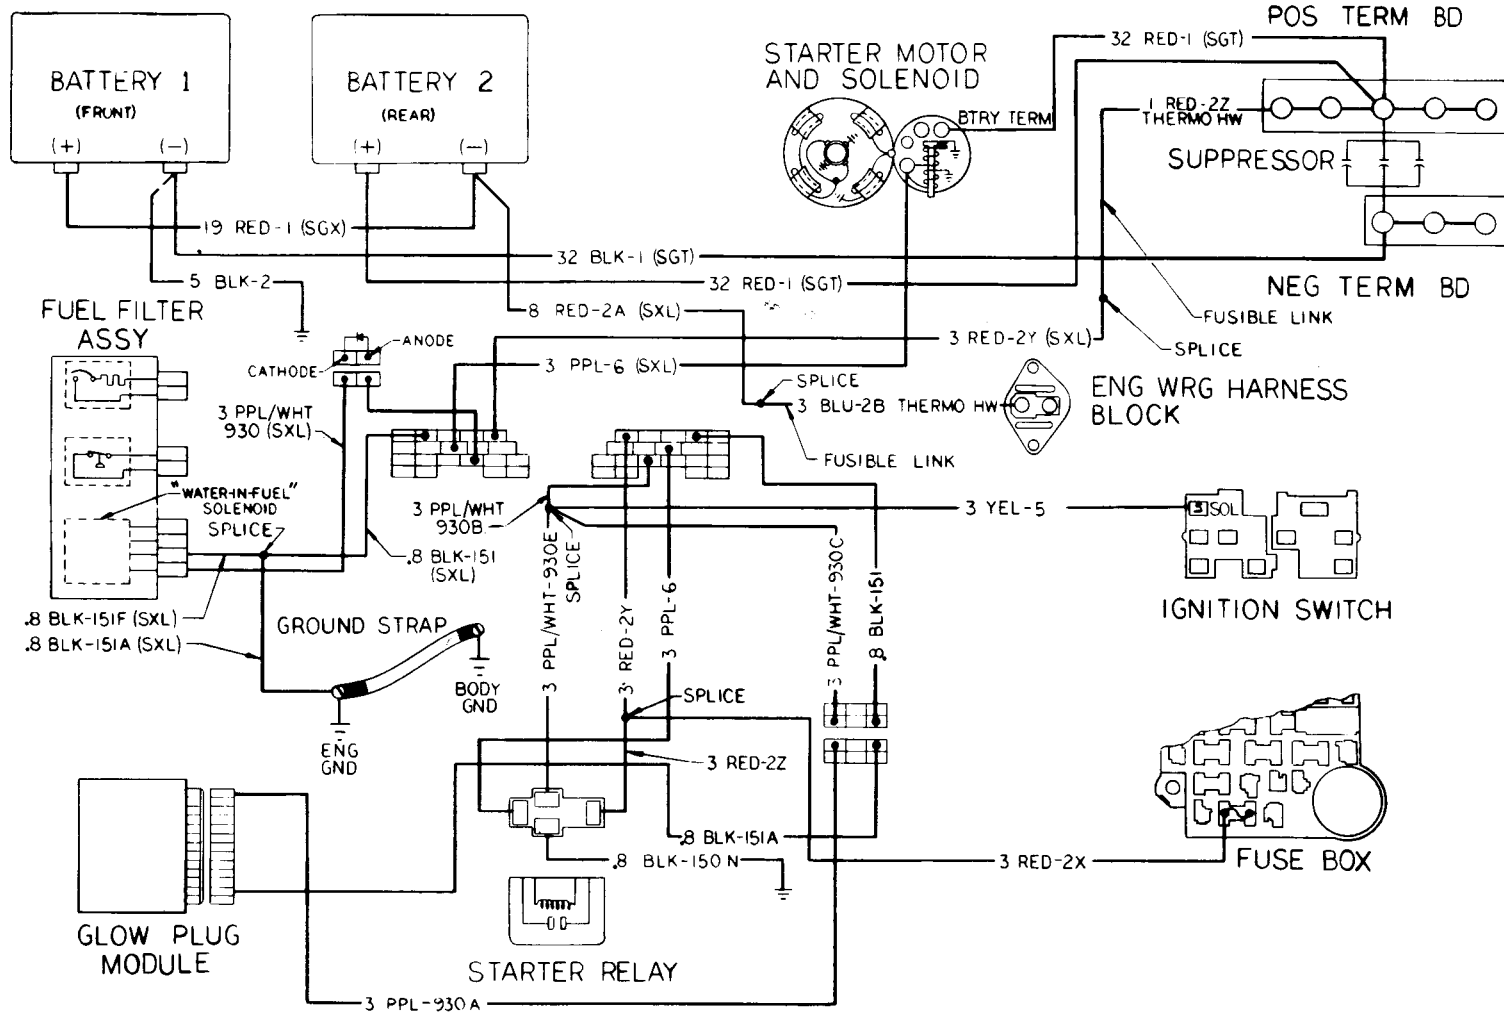 POS TERM BD
32 RED-1 (SGT)
STARTER MOTOR
AND SOLENOID
BATTERY 1
(FRONT)
(+)
(-)
BATTERY 2
(REAR)
(+)
(-)
BTRY TERM
1 RED-2Z
THERMO HW
SUPPRESSOR
19 RED-1 (SGX)
32 BLK-1 (SGT)
5 BLK-2
32 RED-1 (SGT)
NEG TERM BD
FUEL FILTER
ASSY
.8 RED-2A (SXL)
FUSIBLE LINK
ANODE
CATHODE
3 RED-2Y (SXL)
SPLICE
3 PPL-6 (SXL)
SPLICE
ENG WRG HARNESS
BLOCK
3 BLU-2B THERMO HW
3 PPL/WHT
930 (SXL)
FUSIBLE LINK
"WATER-IN-FUEL"
SOLENOID
SPLICE
3 PPL/WHT
930B
3 YEL-5
3 SOL
.8 BLK-151
(SXL)
3 PPL/WHT-930E
SPLICE
3 RED-2Y
3 PPL-6
3 PPL/WHT-930C
.8 BLK-151
IGNITION SWITCH
.8 BLK-151F (SXL)
.8 BLK-151A (SXL)
GROUND STRAP
BODY
GND
SPLICE
ENG
GND
3 RED-2Z
.8 BLK-151A
.8 BLK-150 N
3 RED-2X
FUSE BOX
GLOW PLUG
MODULE
STARTER RELAY
3 PPL-930A